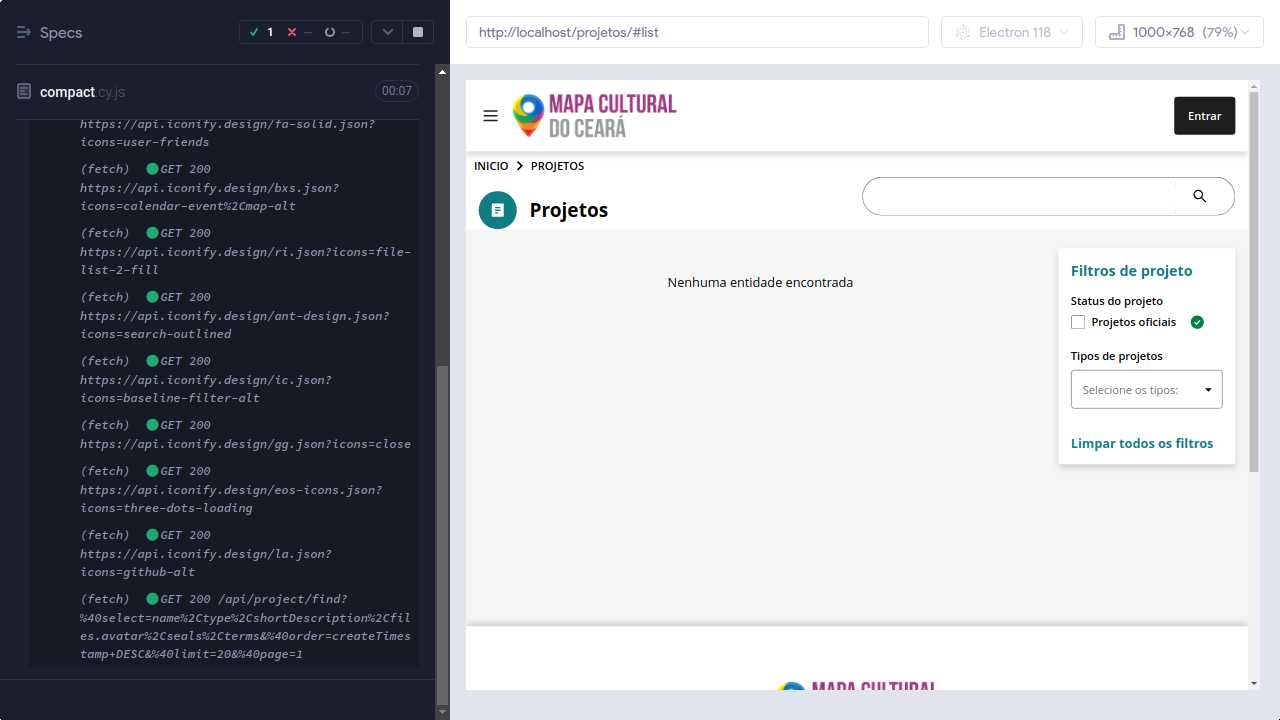 Specs
1
--
--
http://localhost/projetos/#list
Electron 118
1000×768 (79%)
compact.cy.js
00:07
https://api.iconify.design/fa-solid.json?
icons=user-friends
(fetch) GET 200
https://api.iconify.design/bxs.json?
icons=calendar-event%2Cmap-alt
(fetch) GET 200
https://api.iconify.design/ri.json?icons=file-
list-2-fill
(fetch) GET 200
https://api.iconify.design/ant-design.json?
icons=search-outlined
(fetch) GET 200
https://api.iconify.design/ic.json?
icons=baseline-filter-alt
(fetch) GET 200
https://api.iconify.design/gg.json?icons=close
(fetch) GET 200
https://api.iconify.design/eos-icons.json?
icons=three-dots-loading
(fetch) GET 200
https://api.iconify.design/la.json?
icons=github-alt
(fetch) GET 200 /api/project/find?
%40select=name%2Ctype%2CshortDescription%2Cfil
es.avatar%2Cseals%2Cterms&%40order=createTimes
tamp+DESC&%40limit=20&%40page=1
MAPA CULTURAL
DO CEARÁ
Entrar
INICIO
PROJETOS
Projetos
Nenhuma entidade encontrada
Filtros de projeto
Status do projeto
Projetos oficiais
Tipos de projetos
Selecione os tipos:
Limpar todos os filtros
MAPA CULTURAL